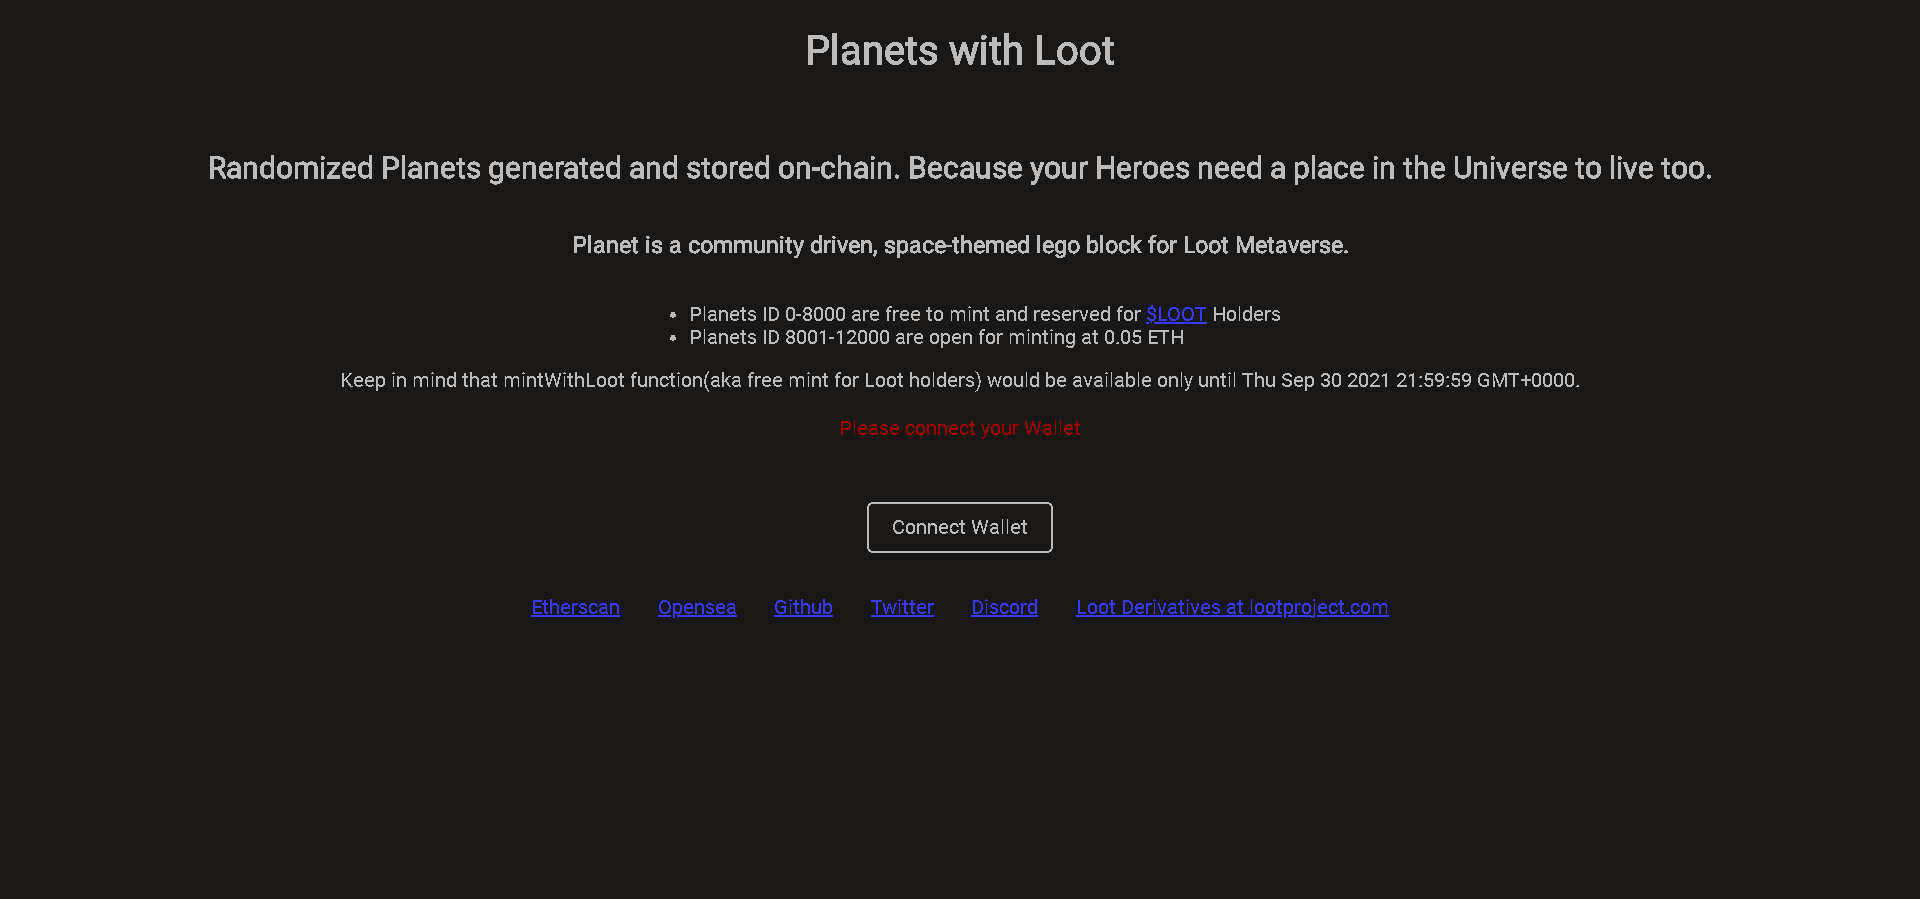 Planets with Loot
Randomized Planets generated and stored on-chain. Because your Heroes need a place in the Universe to live too.
Planet is a community driven, space-themed lego block for Loot Metaverse.
• Planets ID 0-8000 are free to mint and reserved for $LOOT Holders
• Planets ID 8001-12000 are open for minting at 0.05 ETH
Keep in mind that mintWithLoot function(aka free mint for Loot holders) would be available only until Thu Sep 30 2021 21:59:59 GMT+0000.
Please connect your Wallet
Connect Wallet
Etherscan Opensea Github Twitter Discord Loot Derivatives at lootproject.com